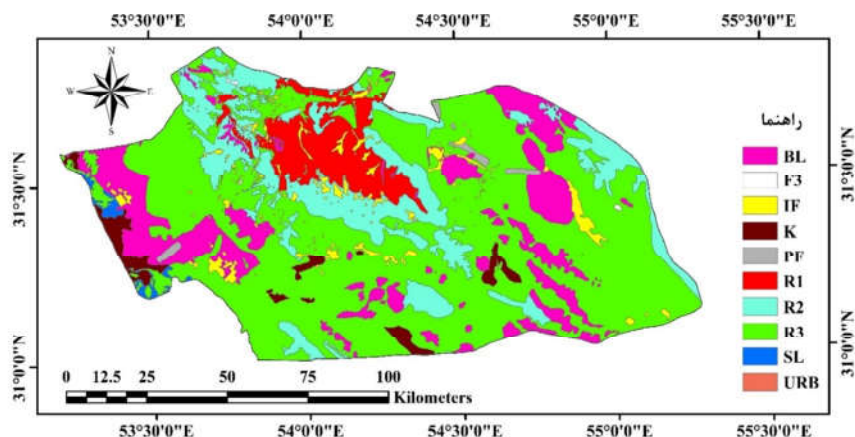 53°30'0"E 54°0'0"E 54°30'0"E 55°0'0"E 55°30'0"E
N
W E
S
راهنما
BL
F3
IF
K
PF
R1
R2
R3
SL
URB
31°30'0"N 31°30'0"N
31°0'0"N 31°0'0"N
0 12.5 25 50 75 100
Kilometers
53°30'0"E 54°0'0"E 54°30'0"E 55°0'0"E 55°30'0"E